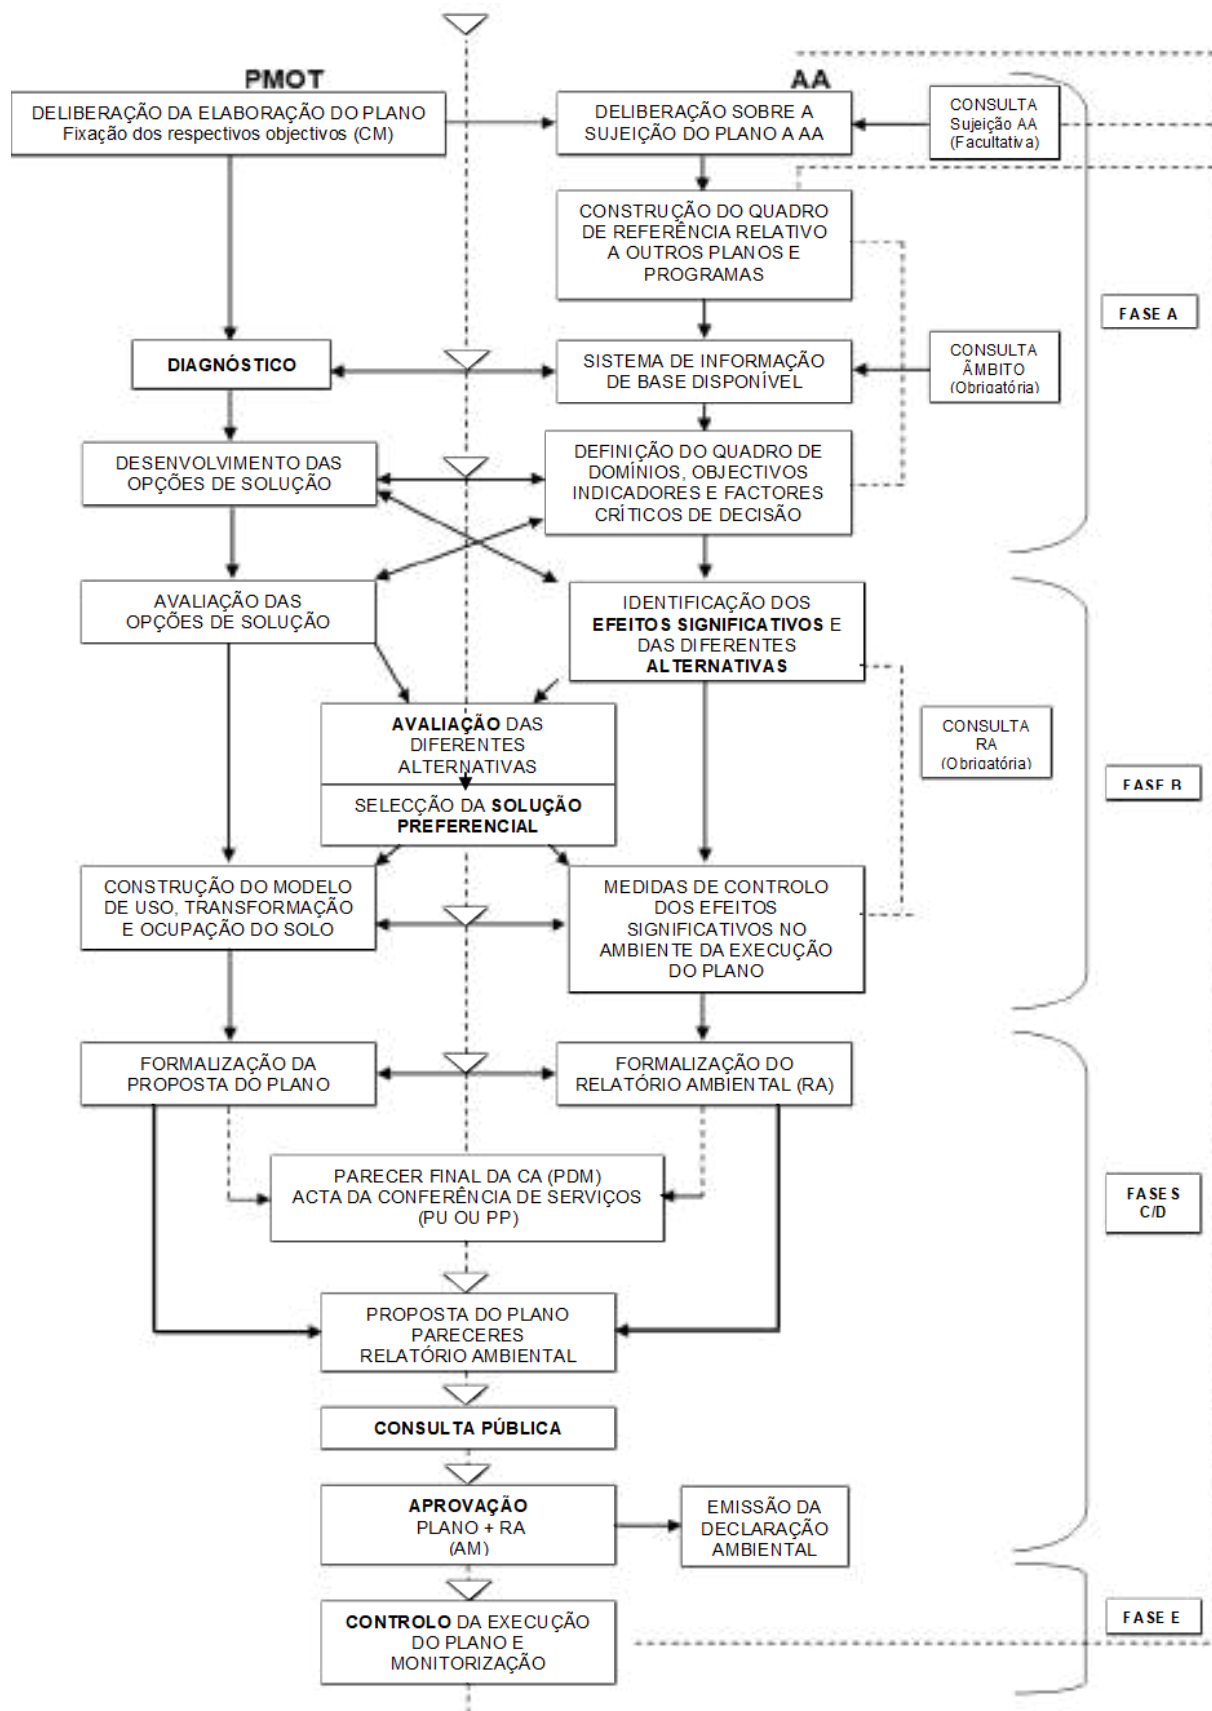 PMOT
AA
DELIBERAÇÃO DA ELABORAÇÃO DO PLANO
Fixação dos respectivos objectivos (CM)
DELIBERAÇÃO SOBRE A
SUJEIÇÃO DO PLANO A AA
CONSULTA
Sujeição AA
(Facultativa)
CONSTRUÇÃO DO QUADRO
DE REFERÊNCIA RELATIVO
A OUTROS PLANOS E
PROGRAMAS
FASE A
DIAGNÓSTICO
SISTEMA DE INFORMAÇÃO
DE BASE DISPONÍVEL
CONSULTA
ÂMBITO
(Obrigatória)
DESENVOLVIMENTO DAS
OPÇÕES DE SOLUÇÃO
DEFINIÇÃO DO QUADRO DE
DOMÍNIOS, OBJECTIVOS
INDICADORES E FACTORES
CRÍTICOS DE DECISÃO
AVALIAÇÃO DAS
OPÇÕES DE SOLUÇÃO
IDENTIFICAÇÃO DOS
EFEITOS SIGNIFICATIVOS E
DAS DIFERENTES
ALTERNATIVAS
AVALIAÇÃO DAS
DIFERENTES
ALTERNATIVAS
CONSULTA
RA
(Obrigatória)
FASE B
SELECÇÃO DA SOLUÇÃO
PREFERENCIAL
CONSTRUÇÃO DO MODELO
DE USO, TRANSFORMAÇÃO
E OCUPAÇÃO DO SOLO
MEDIDAS DE CONTROLO
DOS EFEITOS
SIGNIFICATIVOS NO
AMBIENTE DA EXECUÇÃO
DO PLANO
FORMALIZAÇÃO DA
PROPOSTA DO PLANO
FORMALIZAÇÃO DO
RELATÓRIO AMBIENTAL (RA)
PARECER FINAL DA CA (PDM)
ACTA DA CONFERÊNCIA DE SERVIÇOS
(PU OU PP)
FASES
C/D
PROPOSTA DO PLANO
PARECERES
RELATÓRIO AMBIENTAL
CONSULTA PÚBLICA
APROVAÇÃO
PLANO + RA
(AM)
EMISSÃO DA
DECLARAÇÃO
AMBIENTAL
CONTROLO DA EXECUÇÃO
DO PLANO E
MONITORIZAÇÃO
FASE E